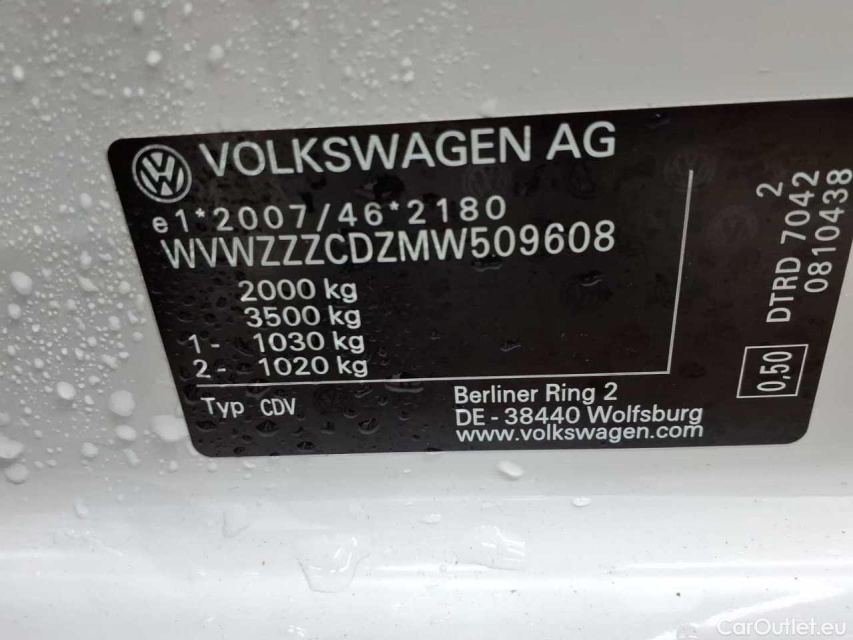 VOLKSWAGEN AG
e1*2007/46*2180
WVWZZZCDZMW509608
2000 kg
3500 kg
1- 1030 kg
2- 1020 kg
Typ CDV
Berliner Ring 2
DE - 38440 Wolfsburg
www.volkswagen.com
2
DTRD 7042
0810438
0,50
CarOutlet.eu